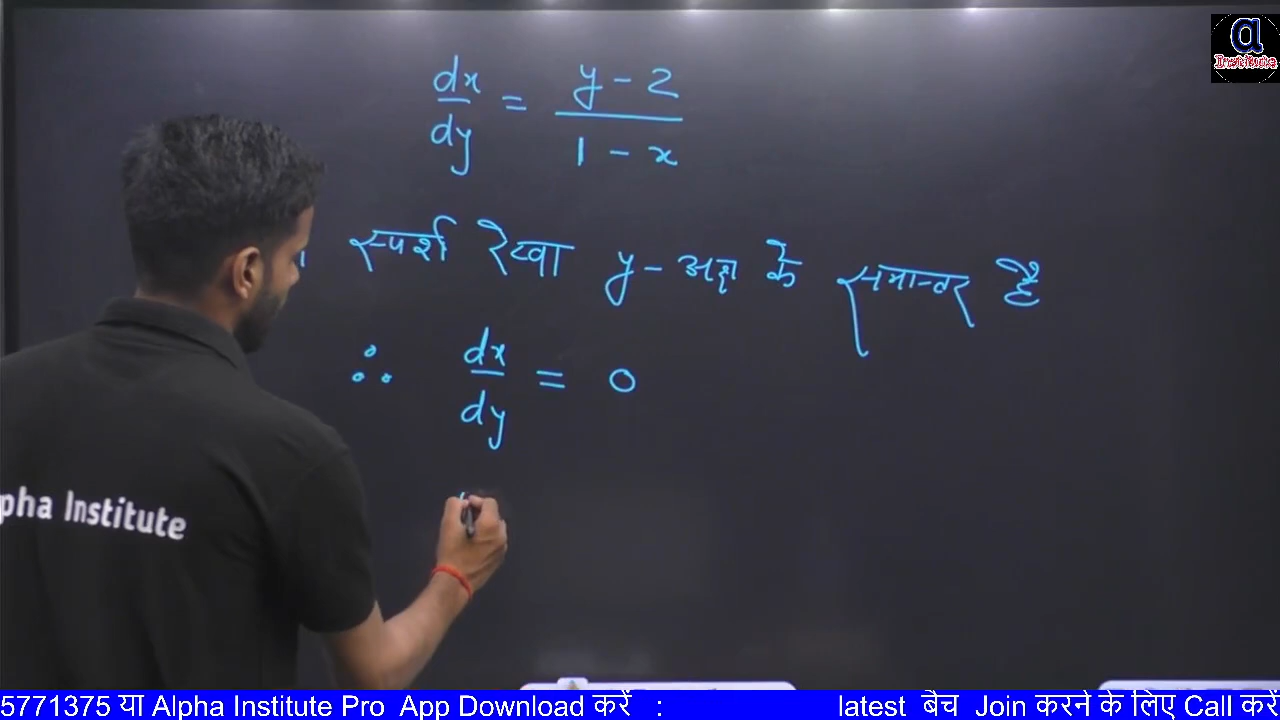 α
Institute
dx/dy = (y - 2)/(1 - x)
स्पर्श रेखा y-अक्ष के समान्तर है
∴ dx/dy = 0
pha Institute
5771375 या Alpha Institute Pro App Download करें : latest बैच Join करने के लिए Call करें